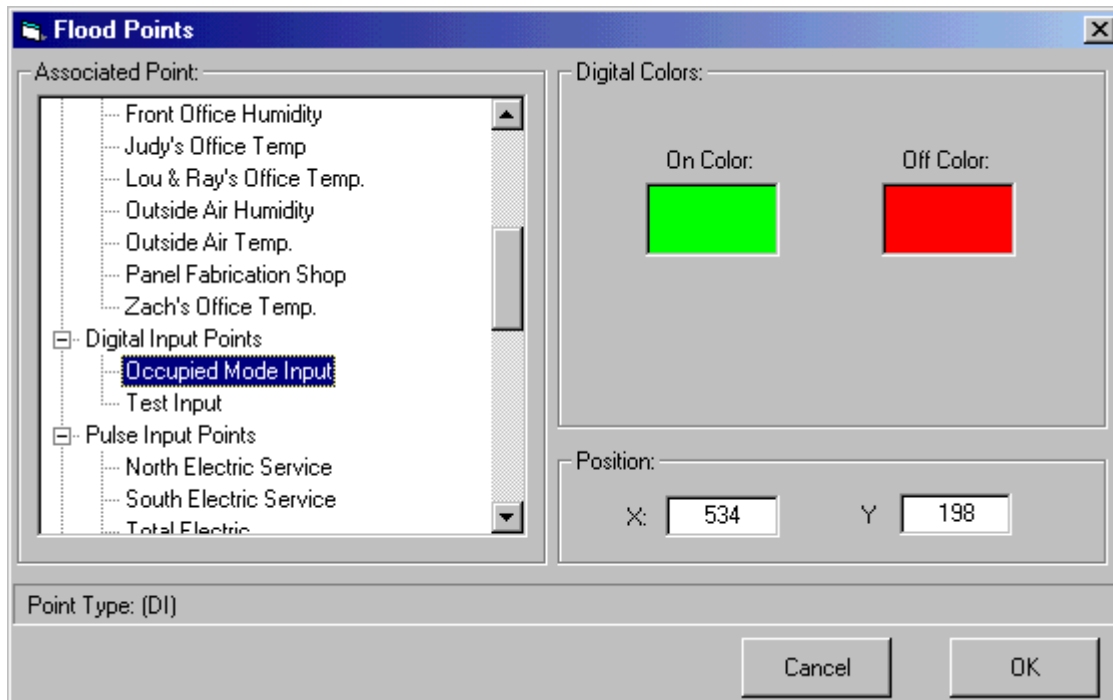 Flood Points
Associated Point:
Front Office Humidity
Judy's Office Temp
Lou & Ray's Office Temp.
Outside Air Humidity
Outside Air Temp.
Panel Fabrication Shop
Zach's Office Temp.
Digital Input Points
Occupied Mode Input
Test Input
Pulse Input Points
North Electric Service
South Electric Service
Total Electric
Digital Colors:
On Color: Off Color:
Position:
X: 534 Y 198
Point Type: (DI)
Cancel OK